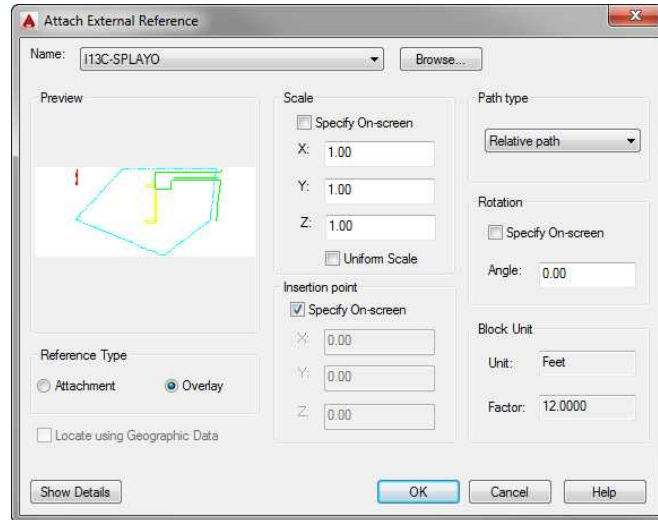 Attach External Reference
Name: I13C-SPLAYO Browse...
Preview
Scale
Specify On-screen
X: 1.00
Y: 1.00
Z: 1.00
Uniform Scale
Path type
Relative path
Rotation
Specify On-screen
Angle: 0.00
Insertion point
Specify On-screen
X: 0.00
Y: 0.00
Z: 0.00
Block Unit
Unit: Feet
Factor: 12.0000
Reference Type
Attachment Overlay
Locate using Geographic Data
Show Details OK Cancel Help